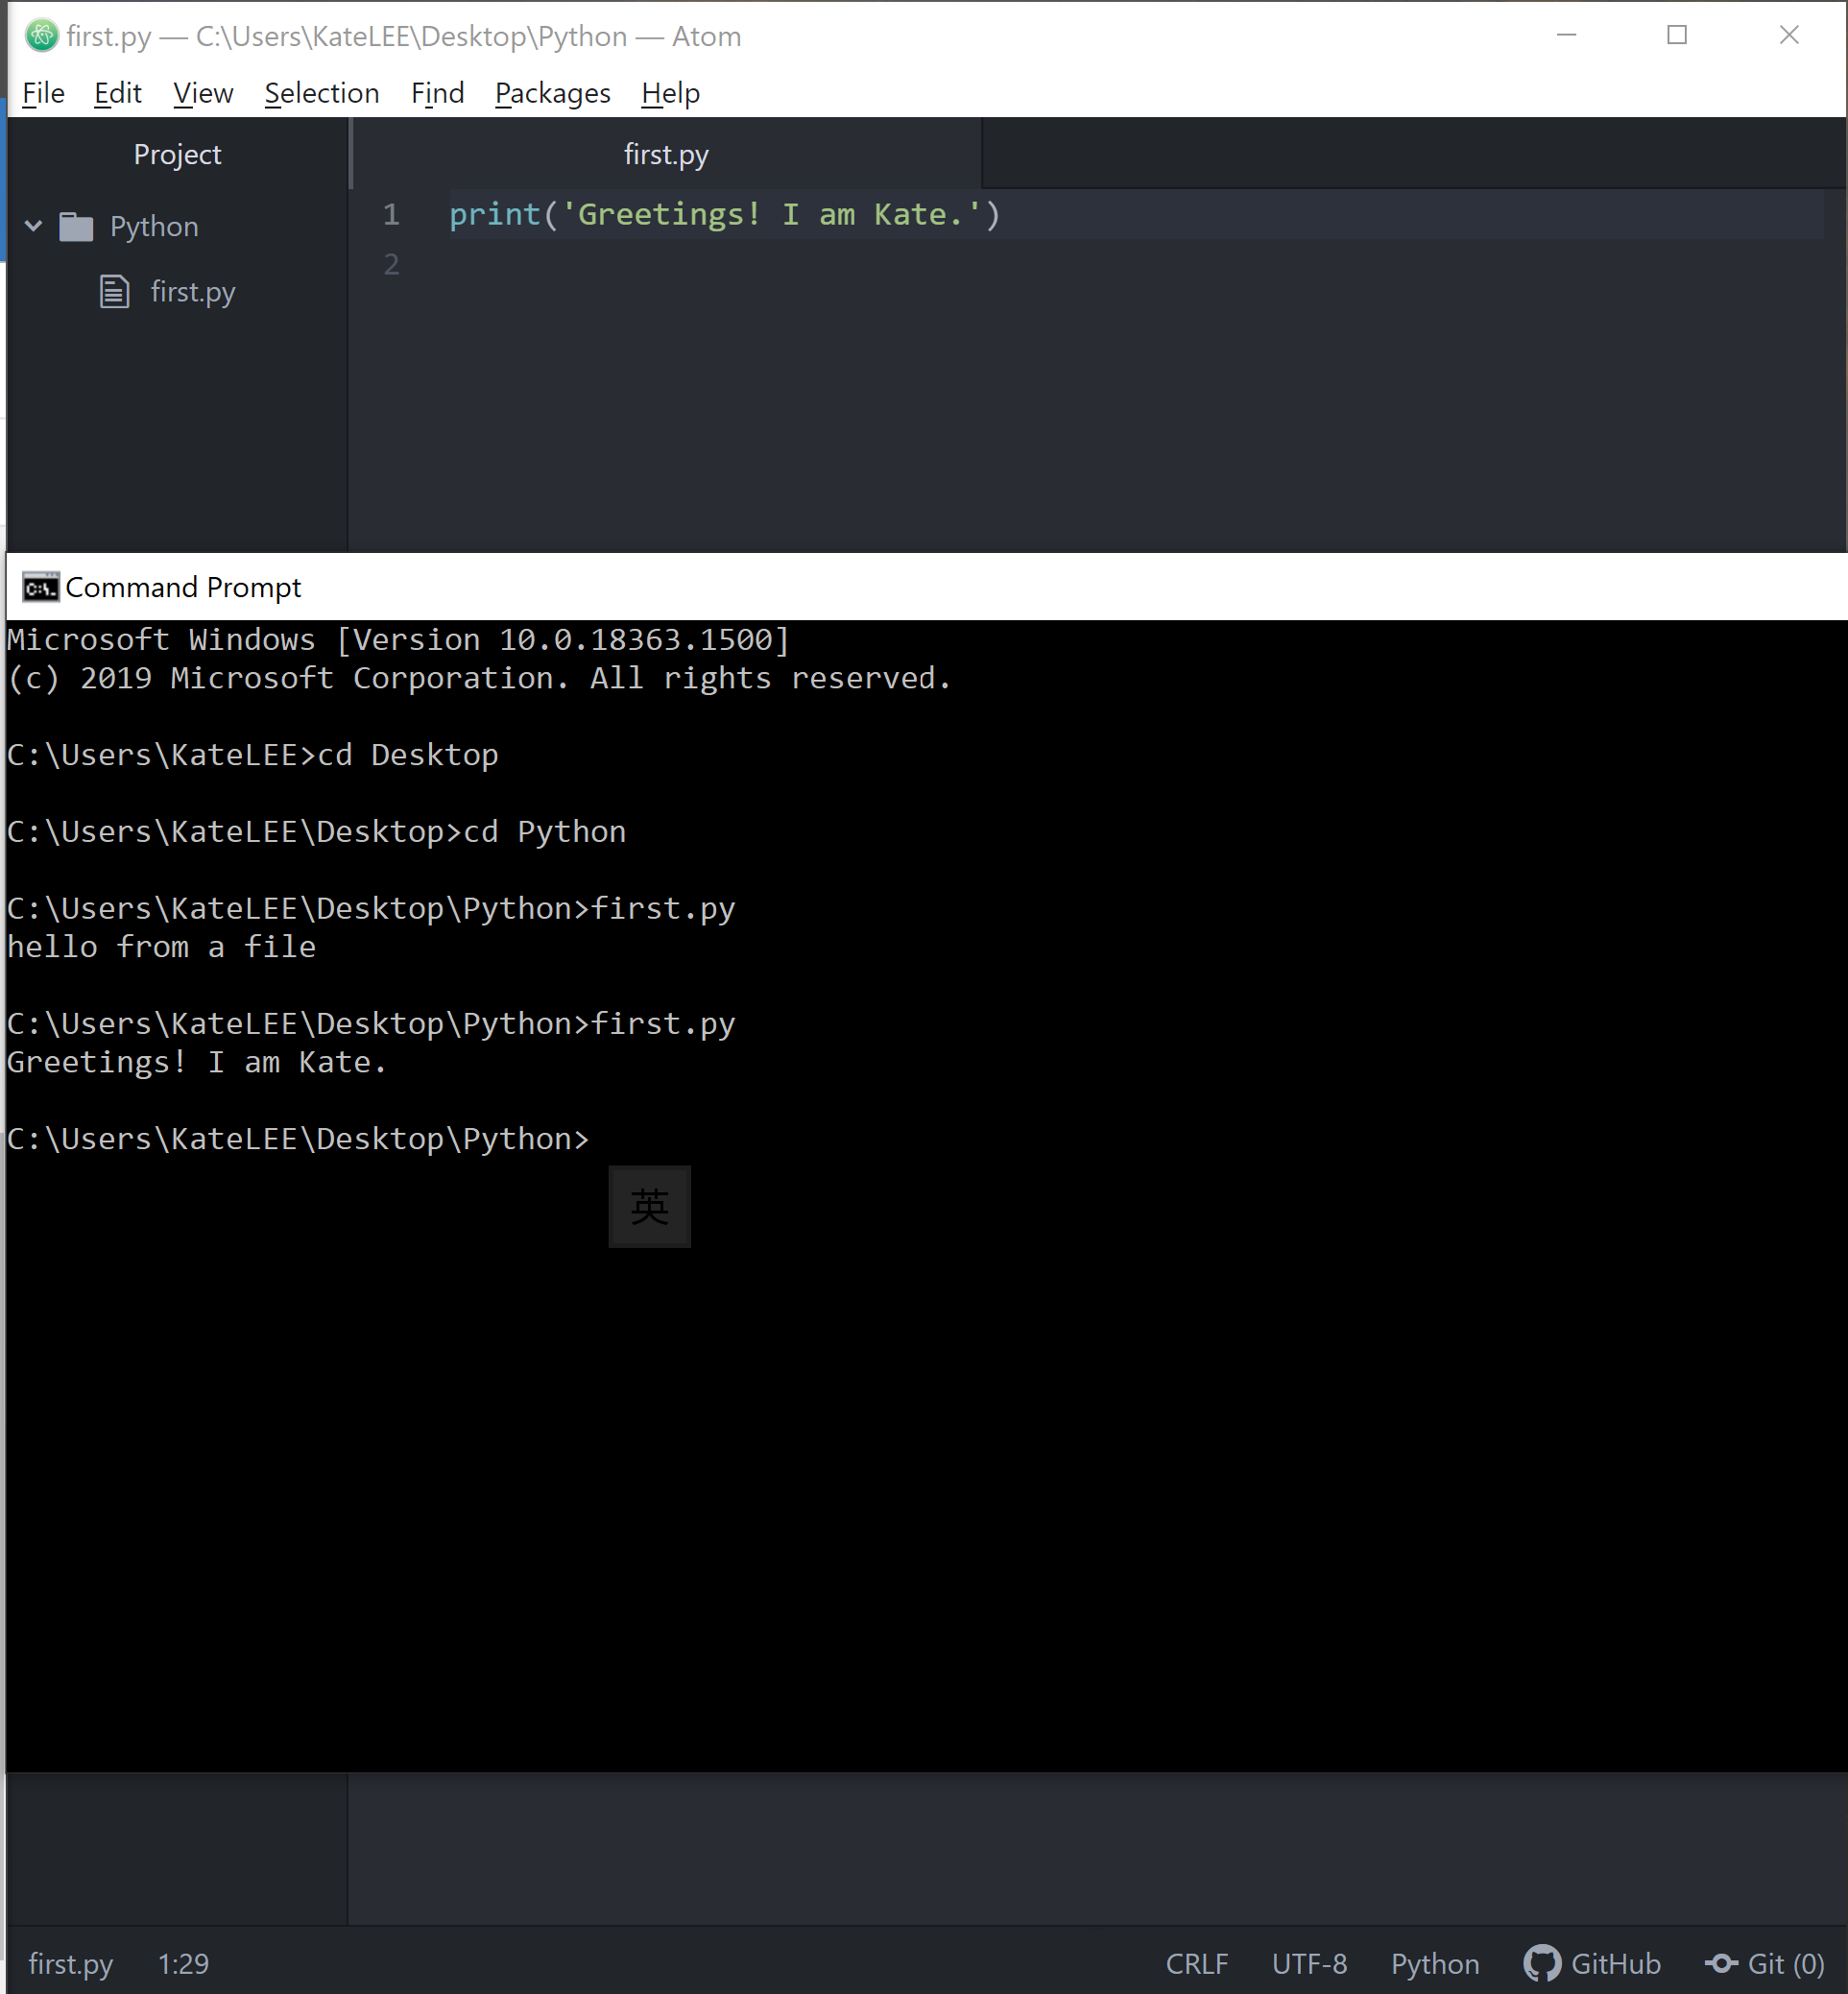 first.py — C:\Users\KateLEE\Desktop\Python — Atom
File Edit View Selection Find Packages Help
Project
first.py
Python
first.py
1 print('Greetings! I am Kate.')
2
Command Prompt
Microsoft Windows [Version 10.0.18363.1500]
(c) 2019 Microsoft Corporation. All rights reserved.
C:\Users\KateLEE>cd Desktop
C:\Users\KateLEE\Desktop>cd Python
C:\Users\KateLEE\Desktop\Python>first.py
hello from a file
C:\Users\KateLEE\Desktop\Python>first.py
Greetings! I am Kate.
C:\Users\KateLEE\Desktop\Python>
英
first.py 1:29 CRLF UTF-8 Python GitHub Git (0)